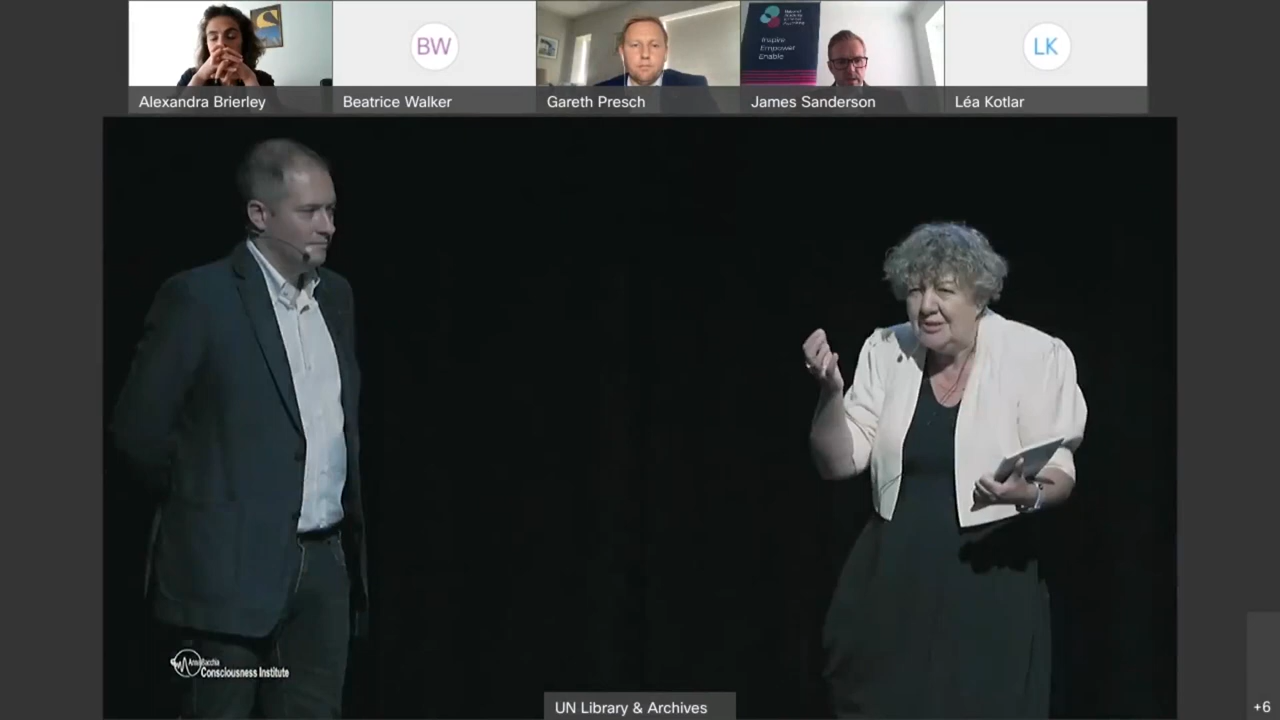 BW
LK
Inspire
Empower
Enable
Alexandra Brierley
Beatrice Walker
Gareth Presch
James Sanderson
Léa Kotlar
Consciousness Institute
UN Library & Archives
+6